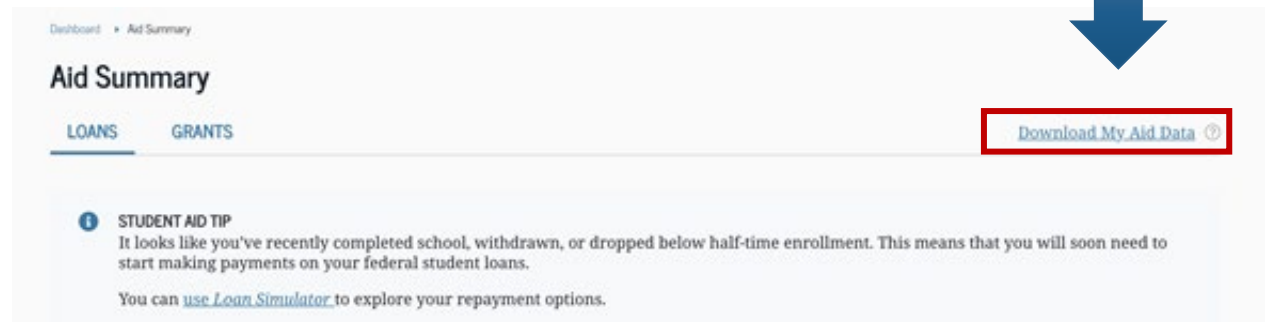 Dashboard ▸ Aid Summary
Aid Summary
LOANS GRANTS Download My Aid Data
STUDENT AID TIP
It looks like you've recently completed school, withdrawn, or dropped below half-time enrollment. This means that you will soon need to
start making payments on your federal student loans.
You can use Loan Simulator to explore your repayment options.